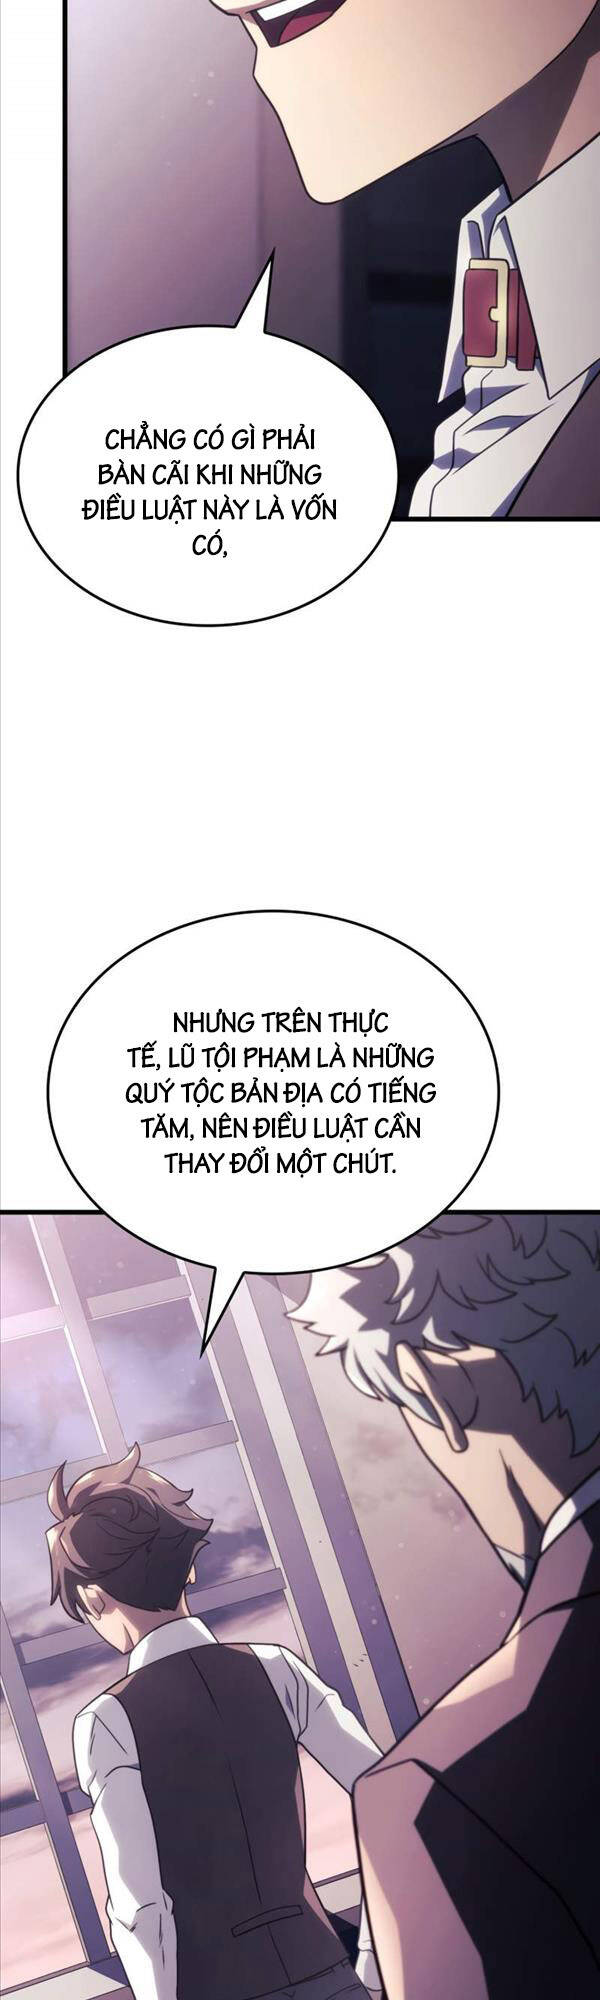 CHẲNG CÓ GÌ PHẢI
BÀN CÃI KHI NHỮNG
ĐIỀU LUẬT NÀY LÀ VỐN
CÓ,
NHƯNG TRÊN THỰC
TẾ, LŨ TỘI PHẠM LÀ NHỮNG
QUÝ TỘC BẢN ĐỊA CÓ TIẾNG
TĂM, NÊN ĐIỀU LUẬT CẦN
THAY ĐỔI MỘT CHÚT.